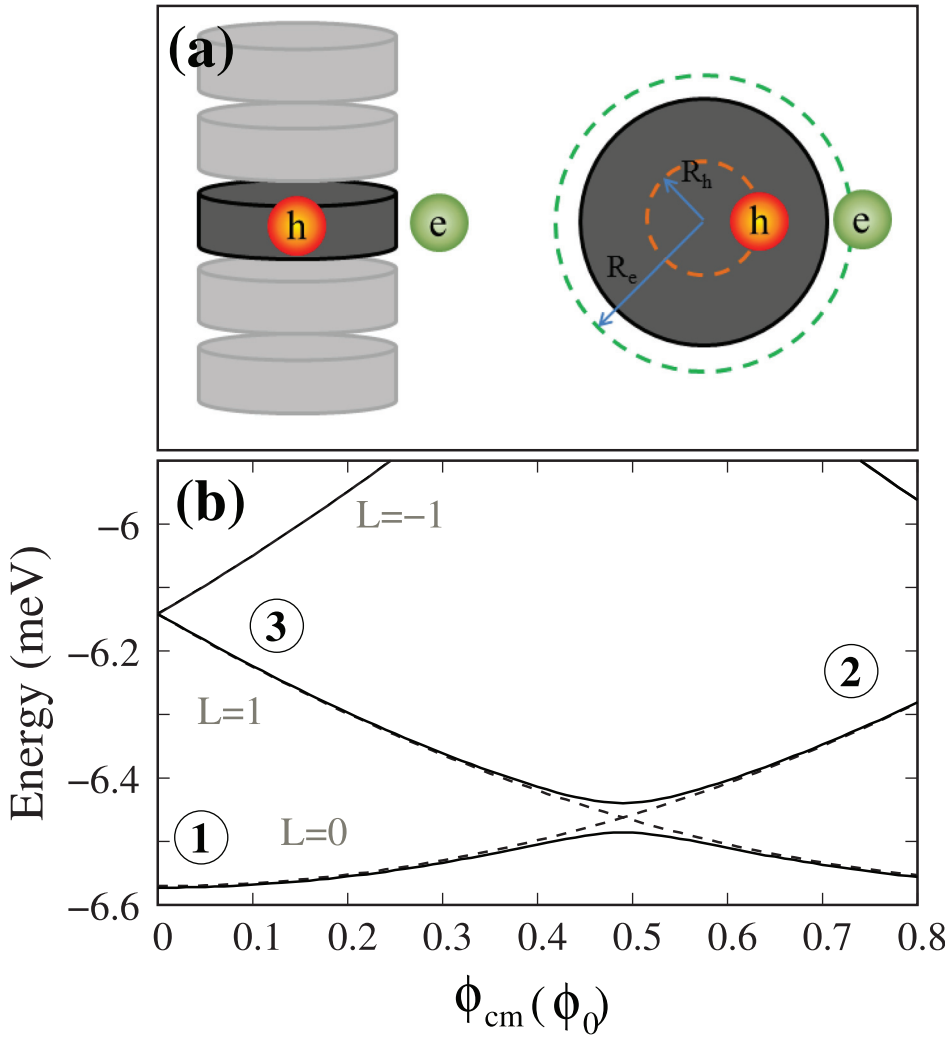 (a)
h
e
R_h
h
e
R_e
(b)
L=−1
−6
3
−6.2
2
L=1
−6.4
1
L=0
−6.6
0 0.1 0.2 0.3 0.4 0.5 0.6 0.7 0.8
Energy (meV)
ϕ_cm (ϕ_0)